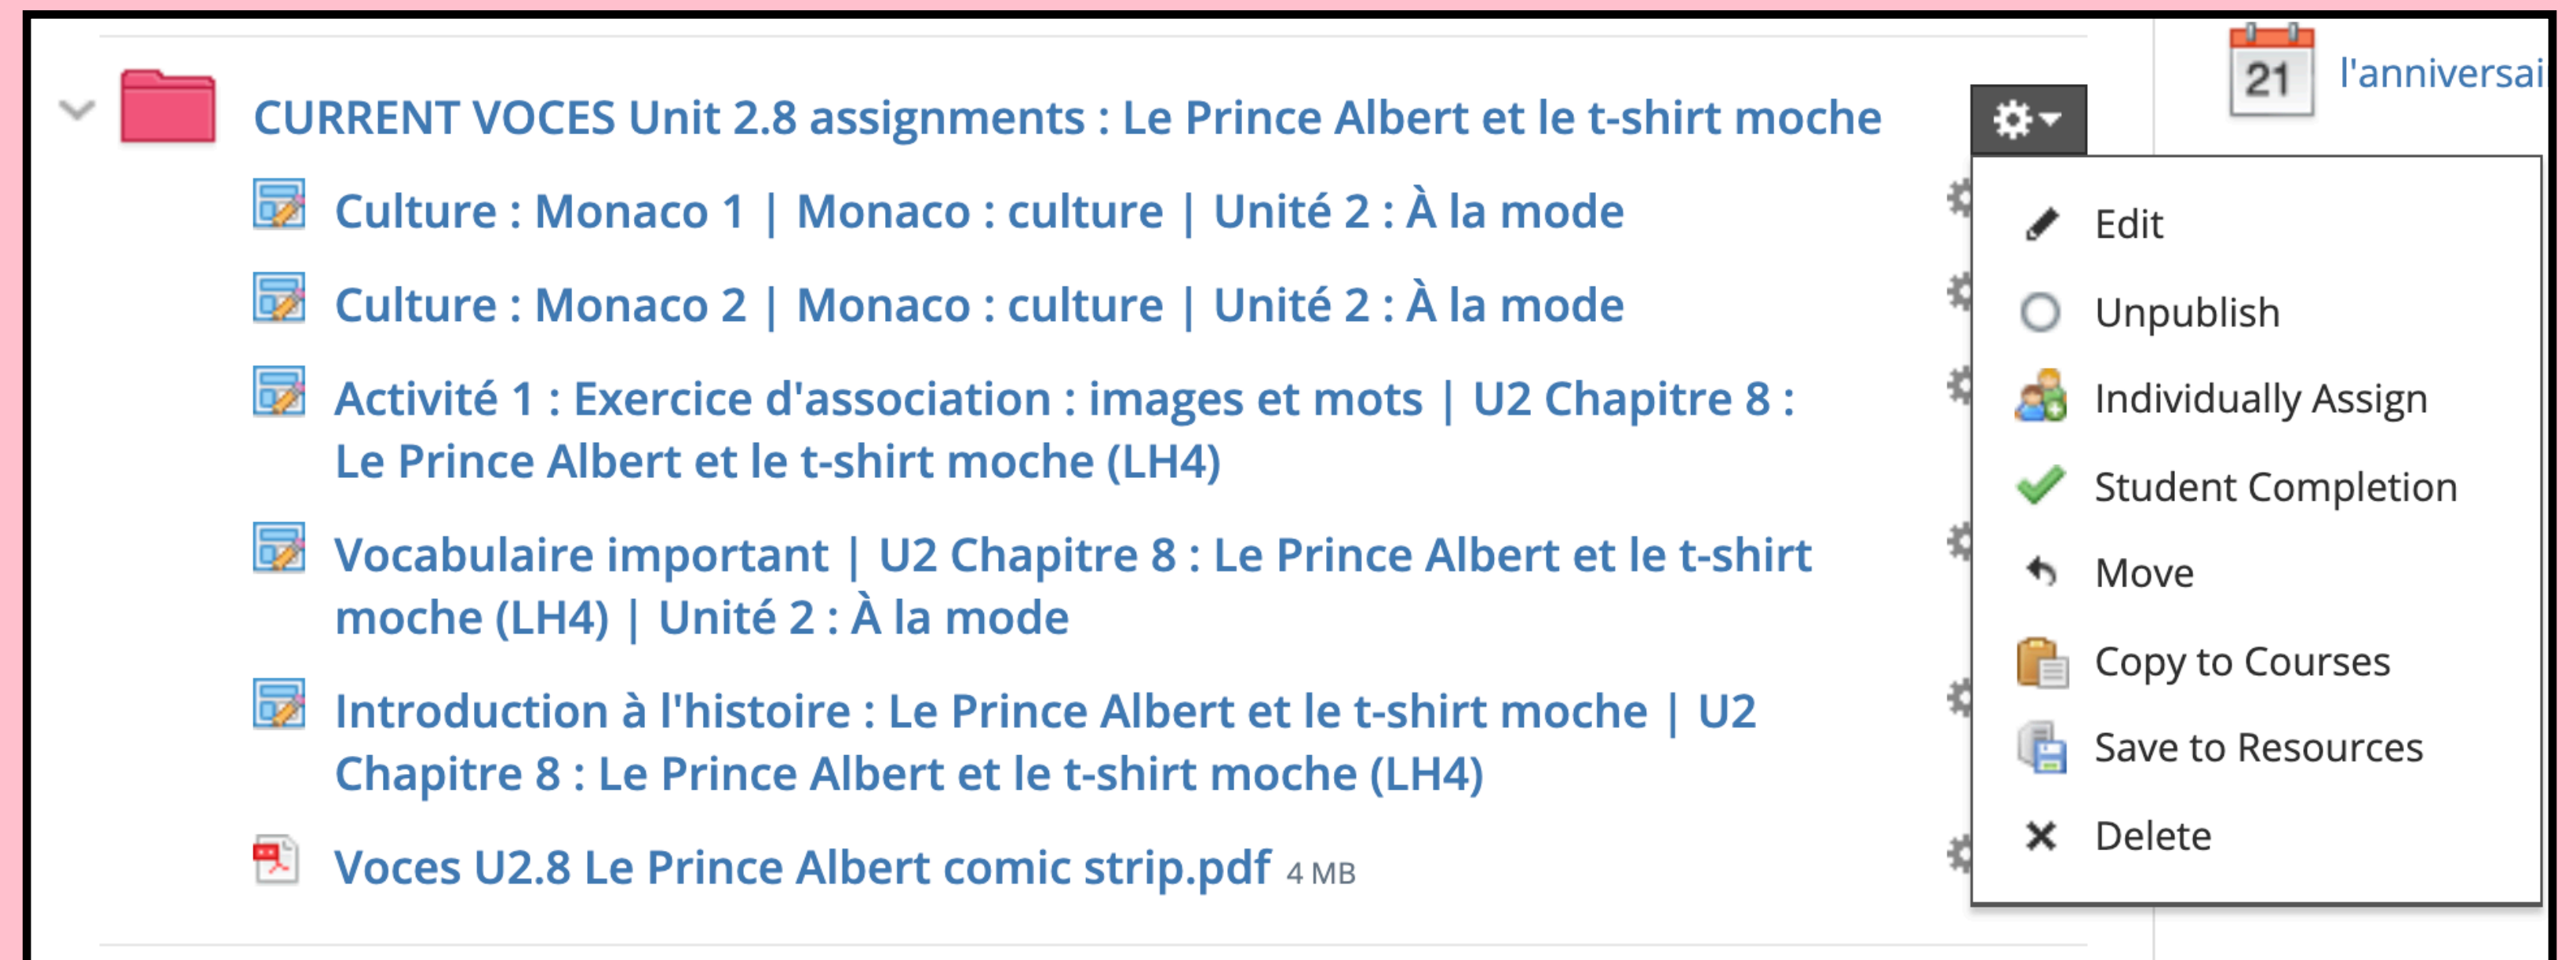 21
l'anniversai
CURRENT VOCES Unit 2.8 assignments : Le Prince Albert et le t-shirt moche
Culture : Monaco 1 | Monaco : culture | Unité 2 : À la mode
Culture : Monaco 2 | Monaco : culture | Unité 2 : À la mode
Activité 1 : Exercice d'association : images et mots | U2 Chapitre 8 :
Le Prince Albert et le t-shirt moche (LH4)
Vocabulaire important | U2 Chapitre 8 : Le Prince Albert et le t-shirt
moche (LH4) | Unité 2 : À la mode
Introduction à l'histoire : Le Prince Albert et le t-shirt moche | U2
Chapitre 8 : Le Prince Albert et le t-shirt moche (LH4)
Voces U2.8 Le Prince Albert comic strip.pdf 4 MB
Edit
Unpublish
Individually Assign
Student Completion
Move
Copy to Courses
Save to Resources
Delete